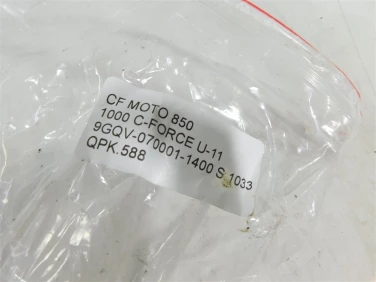 CF MOTO 850
1000 C-FORCE U-11
9GQV-070001-1400 S 1033
QPK.588